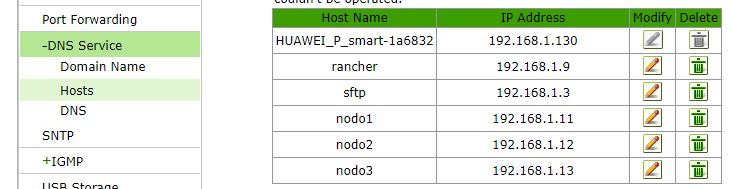 couldn't be operated.
Port Forwarding
-DNS Service
Domain Name
Hosts
DNS
SNTP
+IGMP
USB Storage
Host Name IP Address Modify Delete
HUAWEI_P_smart-1a6832 192.168.1.130
rancher 192.168.1.9
sftp 192.168.1.3
nodo1 192.168.1.11
nodo2 192.168.1.12
nodo3 192.168.1.13